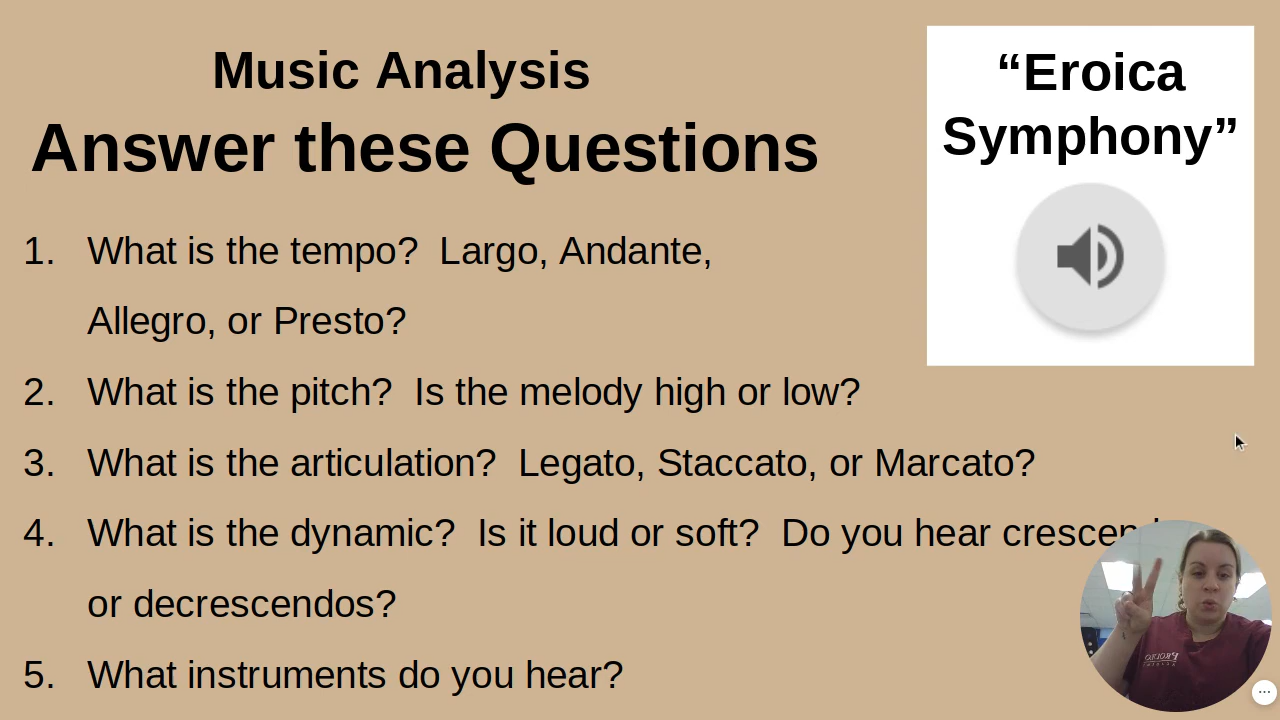 Music Analysis
Answer these Questions
“Eroica
Symphony”
1. What is the tempo? Largo, Andante,
Allegro, or Presto?
2. What is the pitch? Is the melody high or low?
3. What is the articulation? Legato, Staccato, or Marcato?
4. What is the dynamic? Is it loud or soft? Do you hear
or decrescendos?
5. What instruments do you hear?